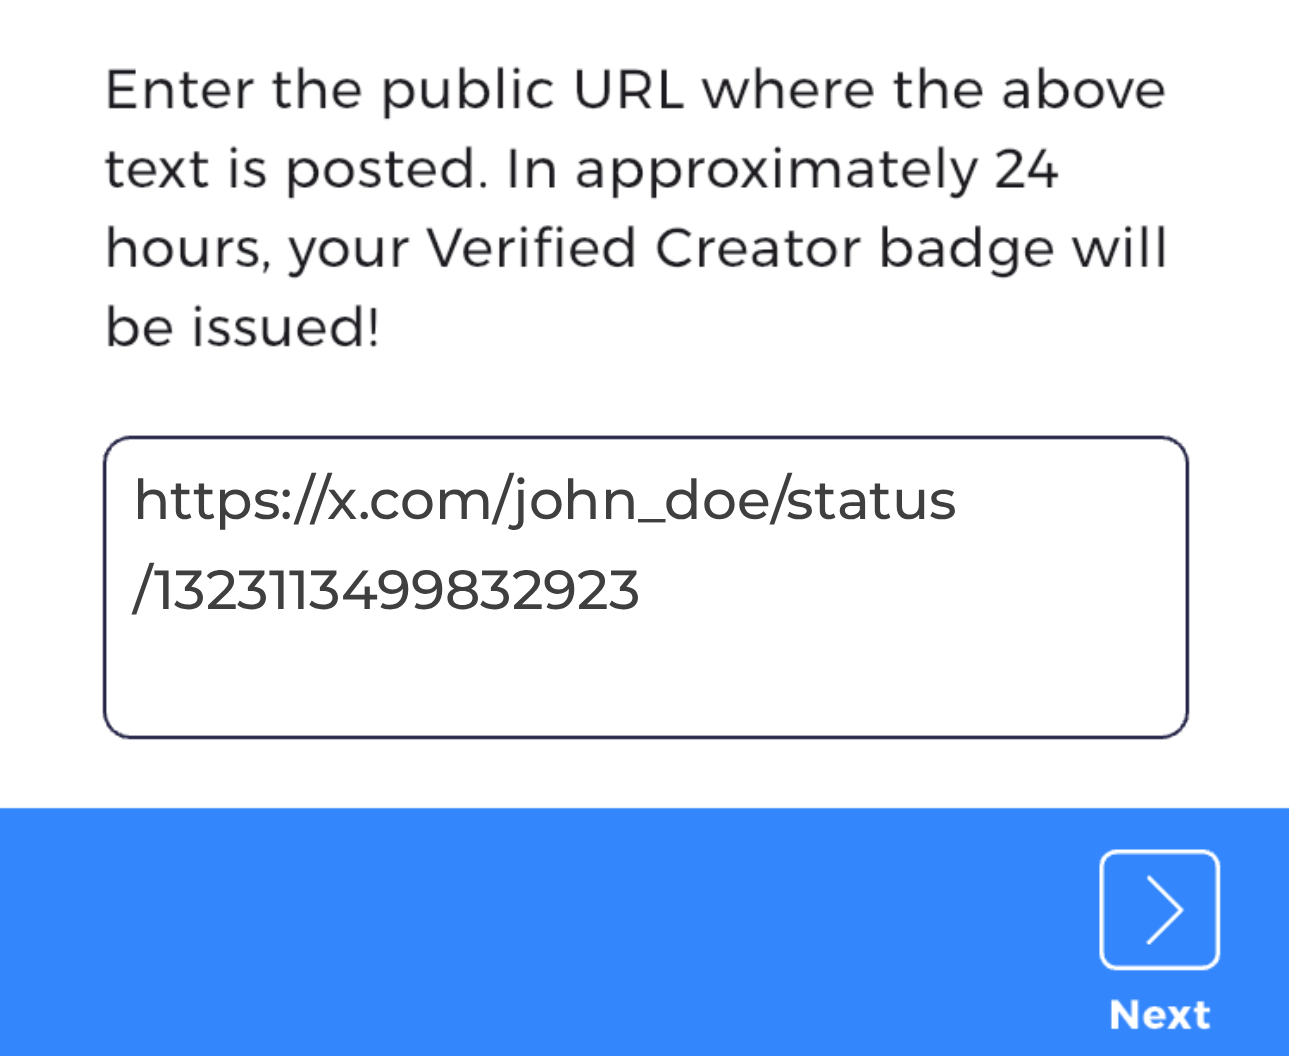 Enter the public URL where the above
text is posted. In approximately 24
hours, your Verified Creator badge will
be issued!
https://x.com/john_doe/status
/1323113499832923
Next